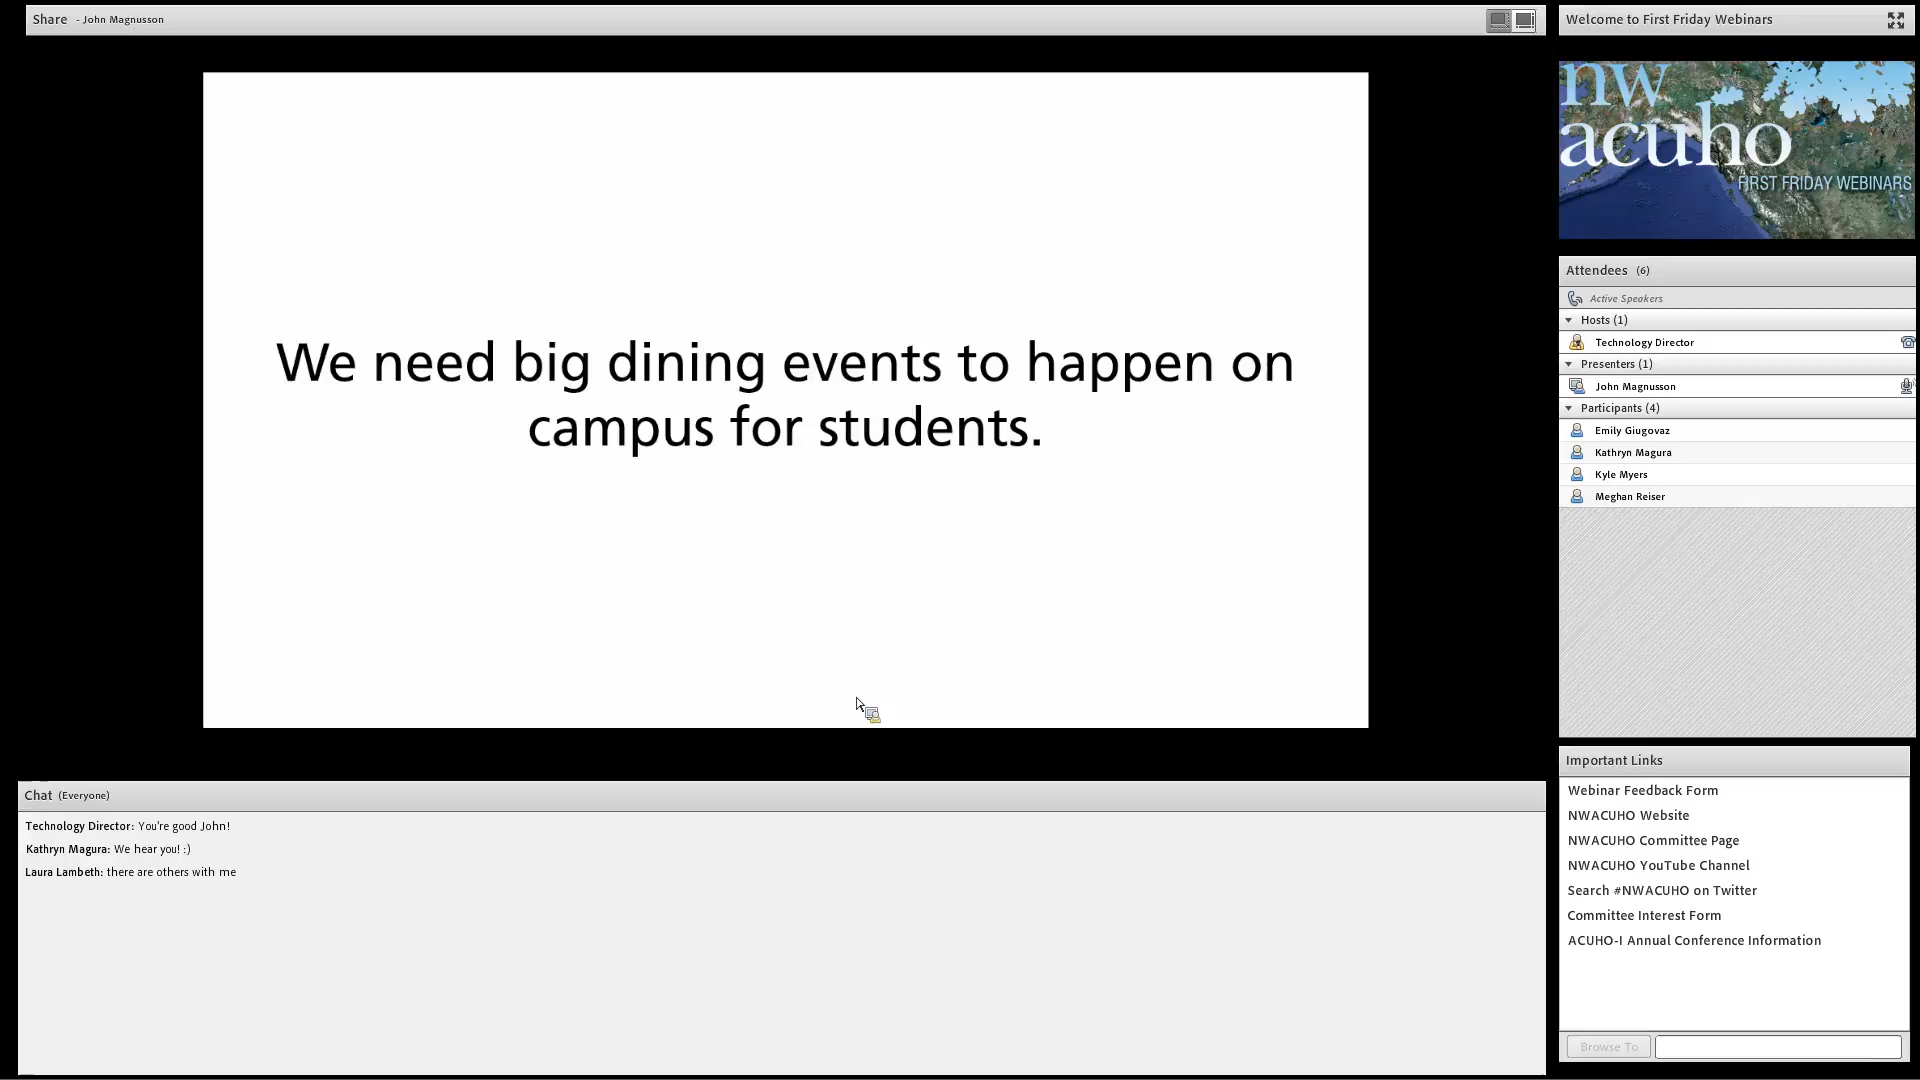 Share - John Magnusson
We need big dining events to happen on
campus for students.
Chat (Everyone)
Technology Director: You're good John!
Kathryn Magura: We hear you! :)
Laura Lambeth: there are others with me
Welcome to First Friday Webinars
nw
acuho
FIRST FRIDAY WEBINARS
Attendees (6)
Active Speakers
Hosts (1)
Technology Director
Presenters (1)
John Magnusson
Participants (4)
Emily Giugovaz
Kathryn Magura
Kyle Myers
Meghan Reiser
Important Links
Webinar Feedback Form
NWACUHO Website
NWACUHO Committee Page
NWACUHO YouTube Channel
Search #NWACUHO on Twitter
Committee Interest Form
ACUHO-I Annual Conference Information
Browse To